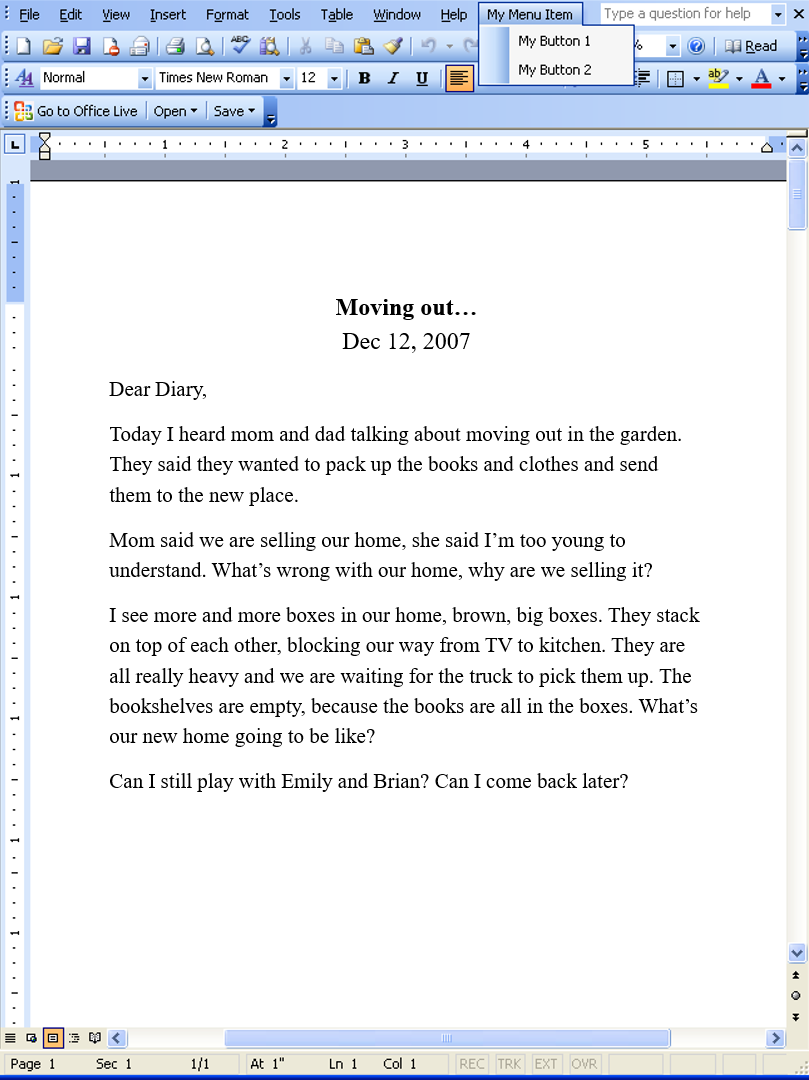 File Edit View Insert Format Tools Table Window Help My Menu Item Type a question for help
My Button 1
% Read
Normal Times New Roman 12 B I U
My Button 2
Go to Office Live Open Save
1 2 3 4 5
Moving out…
Dec 12, 2007
Dear Diary,
Today I heard mom and dad talking about moving out in the garden.
They said they wanted to pack up the books and clothes and send
them to the new place.
Mom said we are selling our home, she said I’m too young to
understand. What’s wrong with our home, why are we selling it?
I see more and more boxes in our home, brown, big boxes. They stack
on top of each other, blocking our way from TV to kitchen. They are
all really heavy and we are waiting for the truck to pick them up. The
bookshelves are empty, because the books are all in the boxes. What’s
our new home going to be like?
Can I still play with Emily and Brian? Can I come back later?
Page 1 Sec 1 1/1 At 1" Ln 1 Col 1 REC TRK EXT OVR